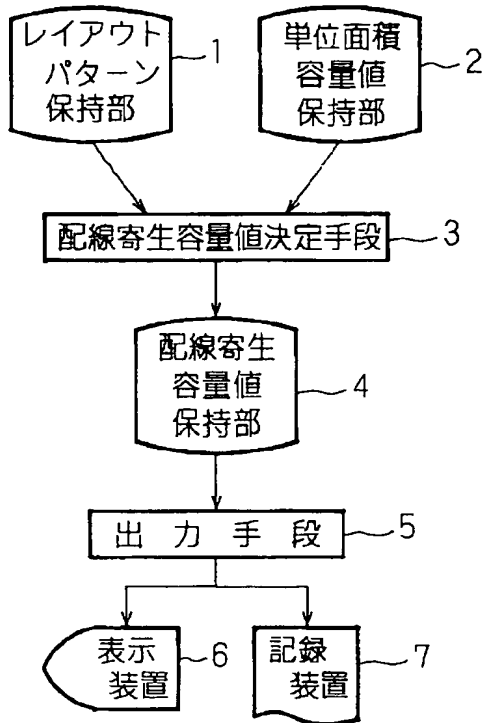 レイアウト
パターン
保持部
1
単位面積
容量値
保持部
2
配線寄生容量値決定手段
3
配線寄生
容量値
保持部
4
出力手段
5
表示
装置
6
記録
装置
7